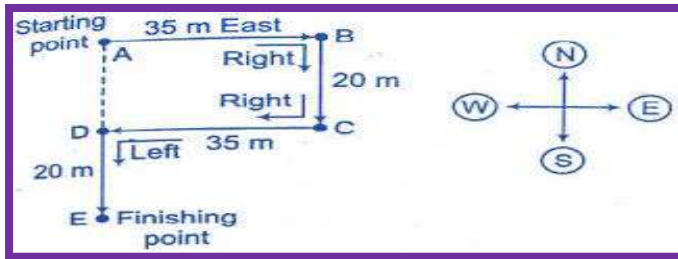 Starting
point
35 m East
A
B
Right
20 m
Right
D
C
Left
35 m
20 m
E
Finishing
point
N
W
E
S